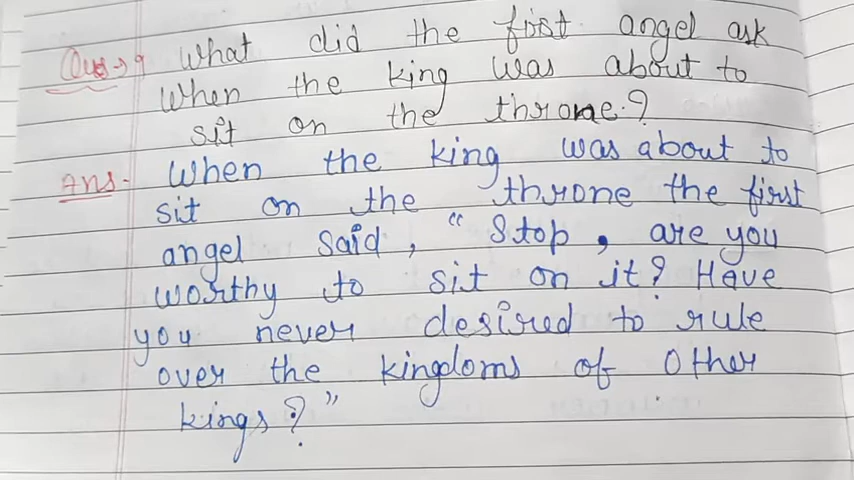 Ques→9 What did the first angel ask
When the king was about to
sit on the throne.?
Ans- When the king was about to
sit on the throne the first
angel said, "Stop, are you
worthy to sit on it? Have
you never desired to rule
over the kingdoms of other
kings?"